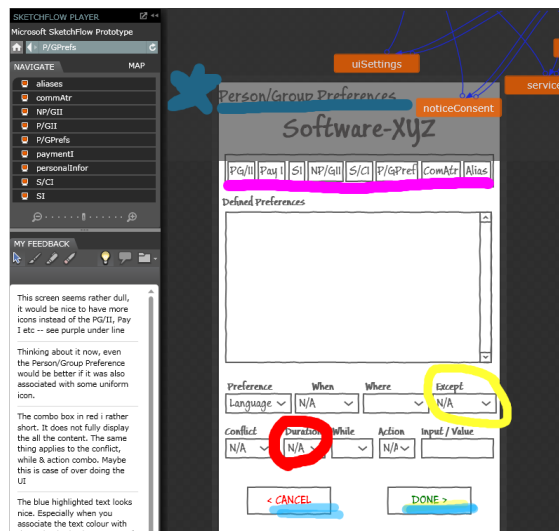 SKETCHFLOW PLAYER
Microsoft SketchFlow Prototype
P/GPrefs
NAVIGATE
MAP
aliases
commAtr
NP/GII
P/GII
P/GPrefs
paymentI
personalInfor
S/CI
SI
MY FEEDBACK
This screen seems rather dull,
it would be nice to have more
icons instead of the PG/II, Pay
I etc -- see purple under line
Thinking about it now, even
the Person/Group Preference
would be better if it was also
associated with some uniform
icon.
The combo box in red i rather
short. It does not fully display
the all the content. The same
thing applies to the conflict,
while & action combo. Maybe
this is case of over doing the
UI
The blue highlighted text looks
nice. Especially when you
associate the text colour with
uiSettings
noticeConsent
service
Person/Group Preferences
Software-XyZ
PG/II Pay I SI NP/GII S/CI P/GPref ComAtr Alias
Defined Preferences
Preference When Where Except
Language N/A N/A
Conflict Duration While Action Input / Value
N/A N/A N/A
< CANCEL DONE >